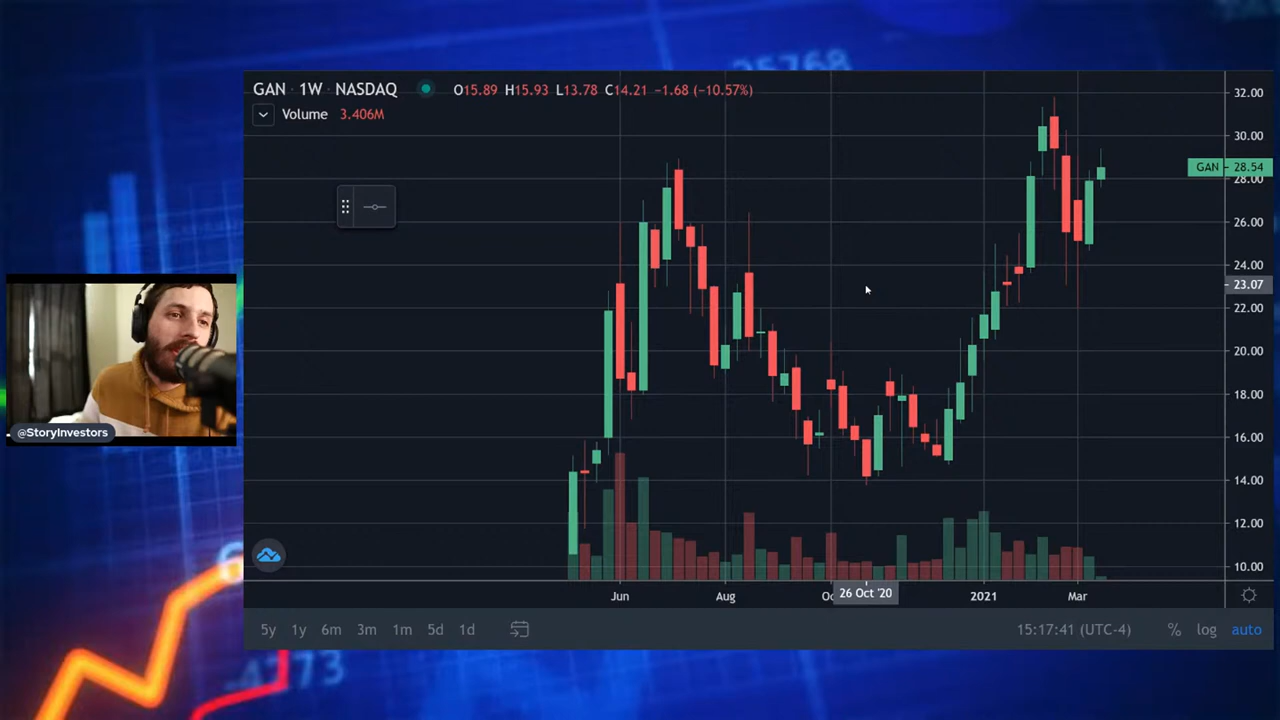 25768
GAN · 1W · NASDAQ O15.89 H15.93 L13.78 C14.21 −1.68 (−10.57%)
Volume 3.406M
32.00
30.00
GAN 28.54
28.00
26.00
24.00
23.07
22.00
20.00
18.00
16.00
14.00
12.00
10.00
@StoryInvestors
Jun Aug 26 Oct '20 2021 Mar
5y 1y 6m 3m 1m 5d 1d 15:17:41 (UTC-4) % log auto
-4773